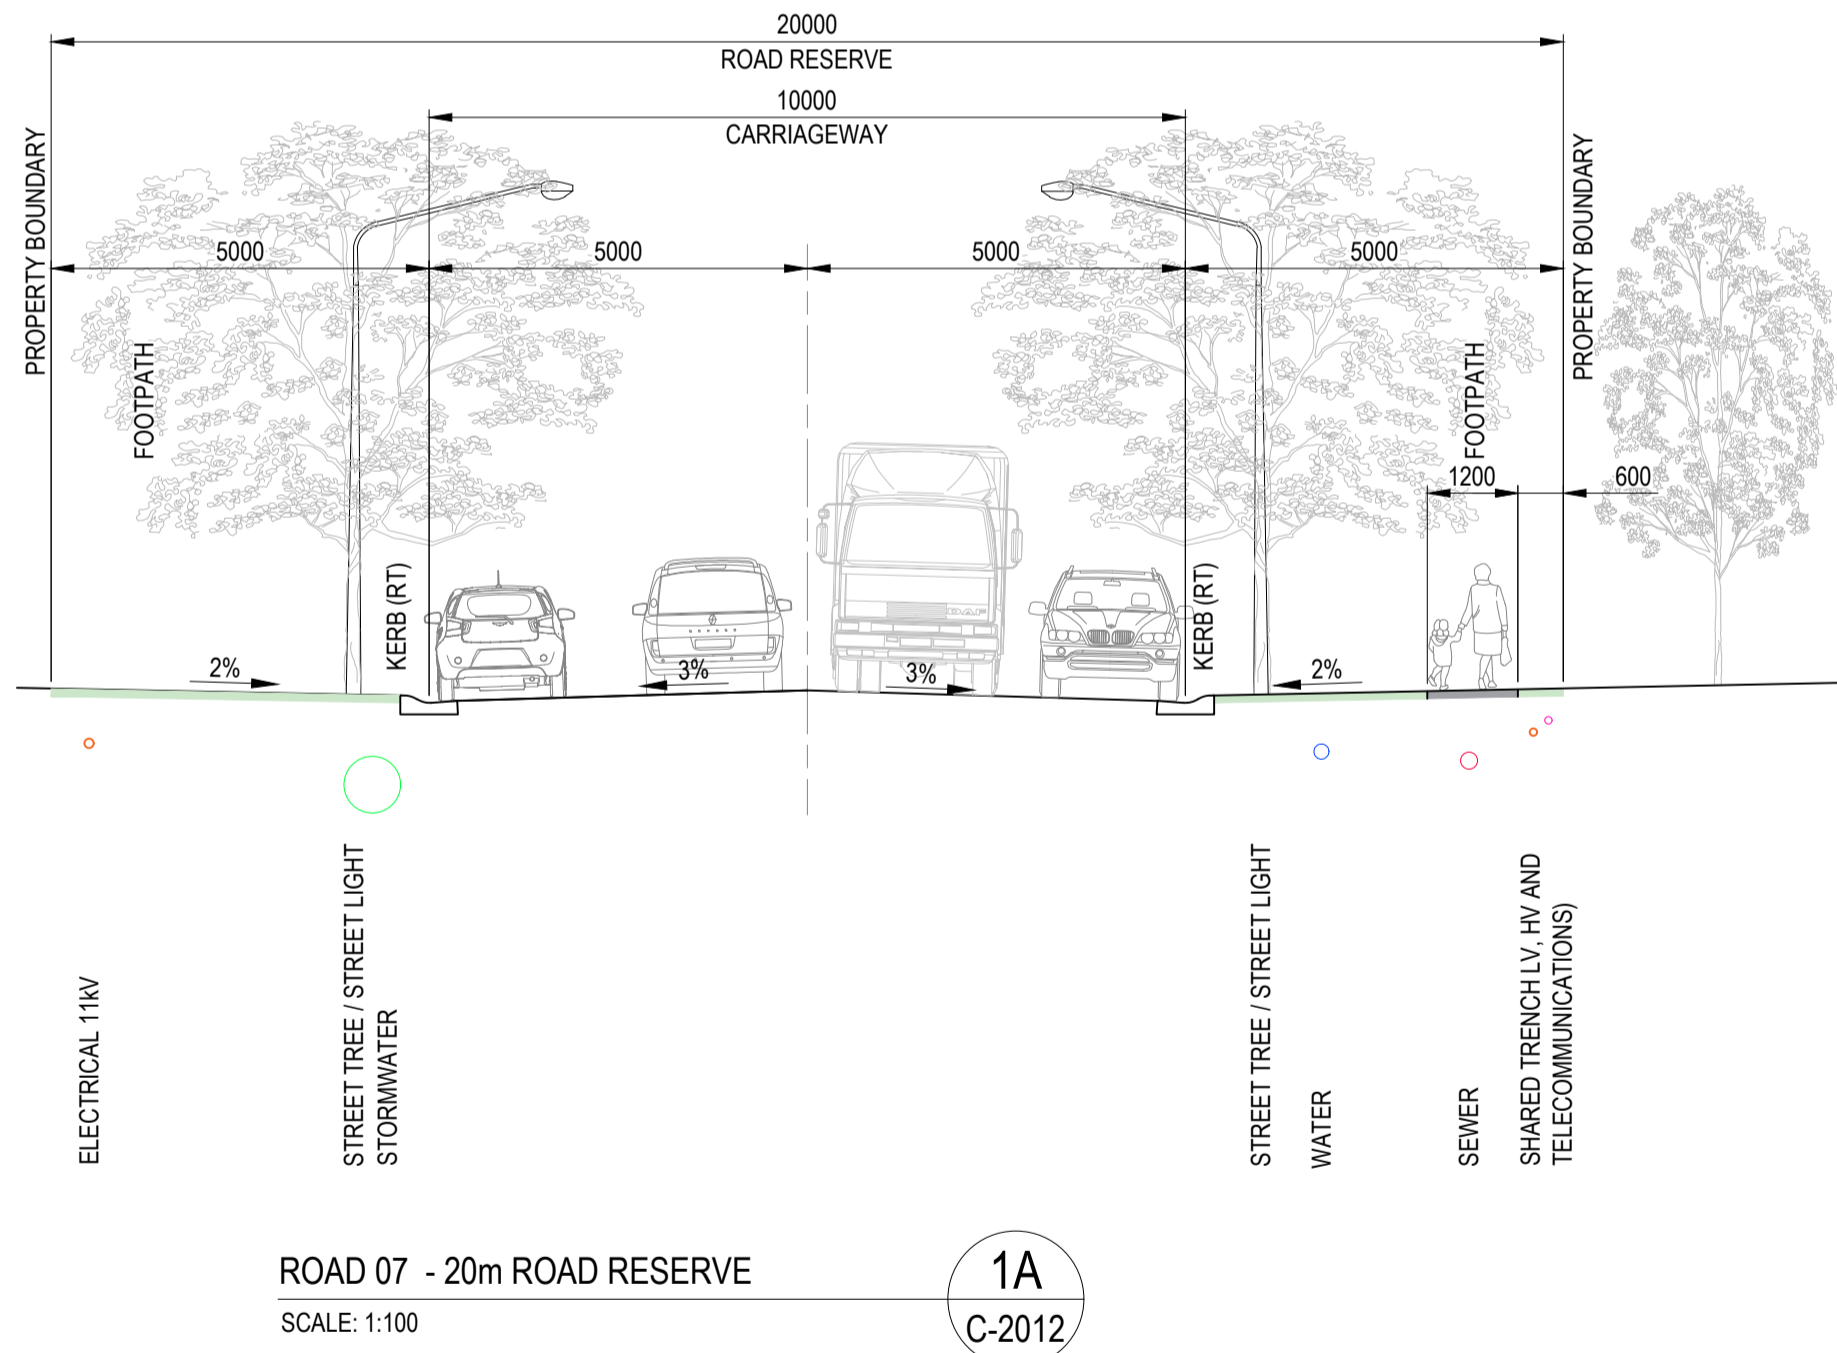 20000
ROAD RESERVE
10000
CARRIAGEWAY
PROPERTY BOUNDARY
PROPERTY BOUNDARY
5000
5000
5000
5000
FOOTPATH
FOOTPATH
1200
600
KERB (RT)
KERB (RT)
DAF
2%
3%
3%
2%
ELECTRICAL 11kV
STREET TREE / STREET LIGHT
STORMWATER
STREET TREE / STREET LIGHT
WATER
SEWER
SHARED TRENCH LV, HV AND
TELECOMMUNICATIONS)
ROAD 07 - 20m ROAD RESERVE
SCALE: 1:100
1A
C-2012